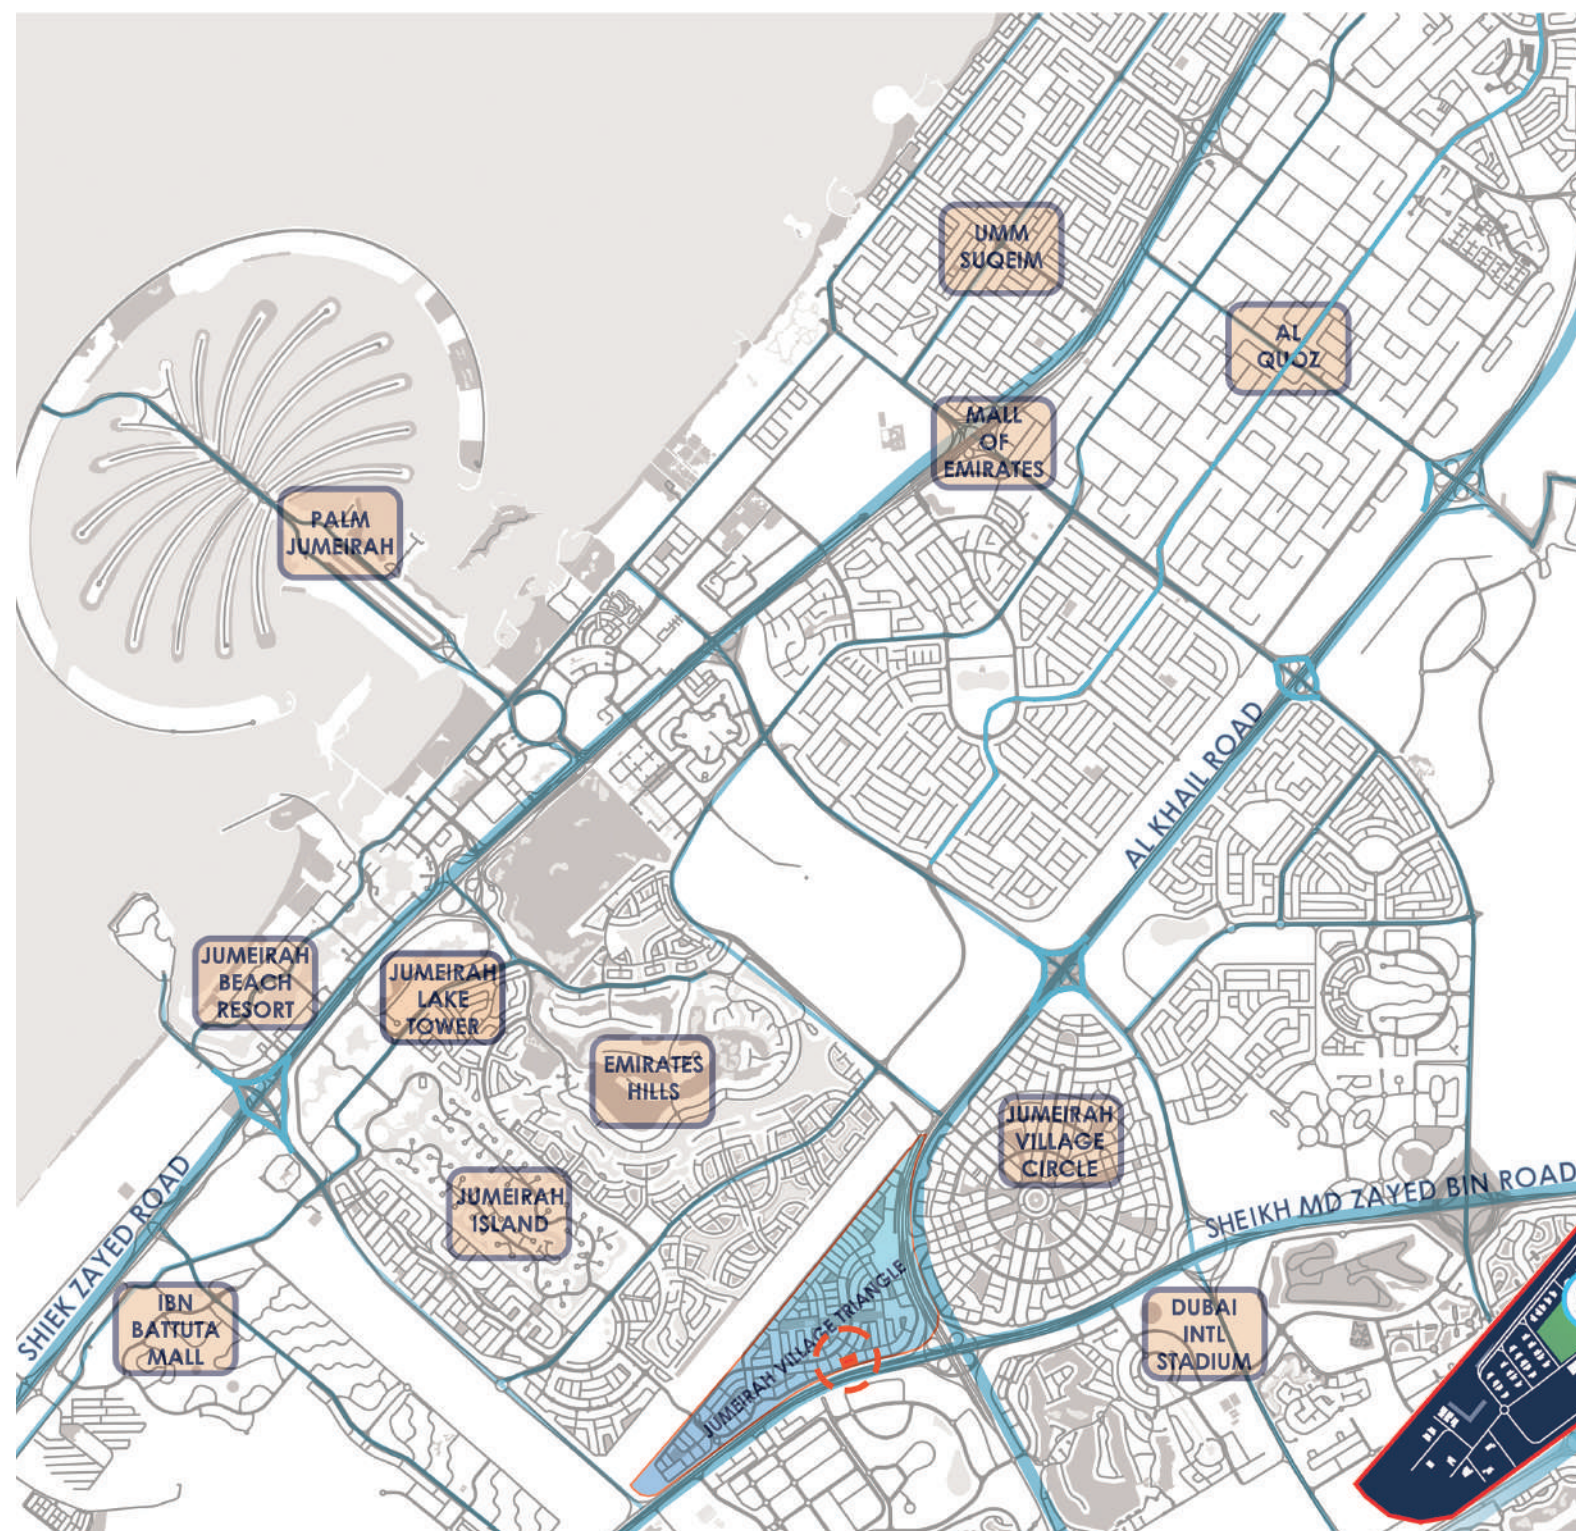 UMM
SUQEIM
AL
QUOZ
MALL
OF
EMIRATES
PALM
JUMEIRAH
AL KHAIL ROAD
JUMEIRAH
BEACH
RESORT
JUMEIRAH
LAKE
TOWER
EMIRATES
HILLS
JUMEIRAH
VILLAGE
CIRCLE
JUMEIRAH
ISLAND
SHEIKH MD ZAYED BIN ROAD
SHIEK ZAYED ROAD
IBN
BATTUTA
MALL
JUMEIRAH VILLAGE TRIANGLE
DUBAI
INTL
STADIUM